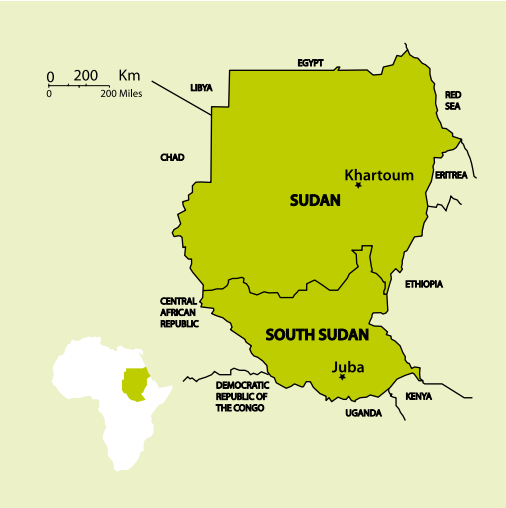 EGYPT
0 200 Km
0 200 Miles
LIBYA
RED
SEA
CHAD
Khartoum
ERITREA
SUDAN
ETHIOPIA
CENTRAL
AFRICAN
REPUBLIC
SOUTH SUDAN
Juba
DEMOCRATIC
REPUBLIC OF
THE CONGO
KENYA
UGANDA